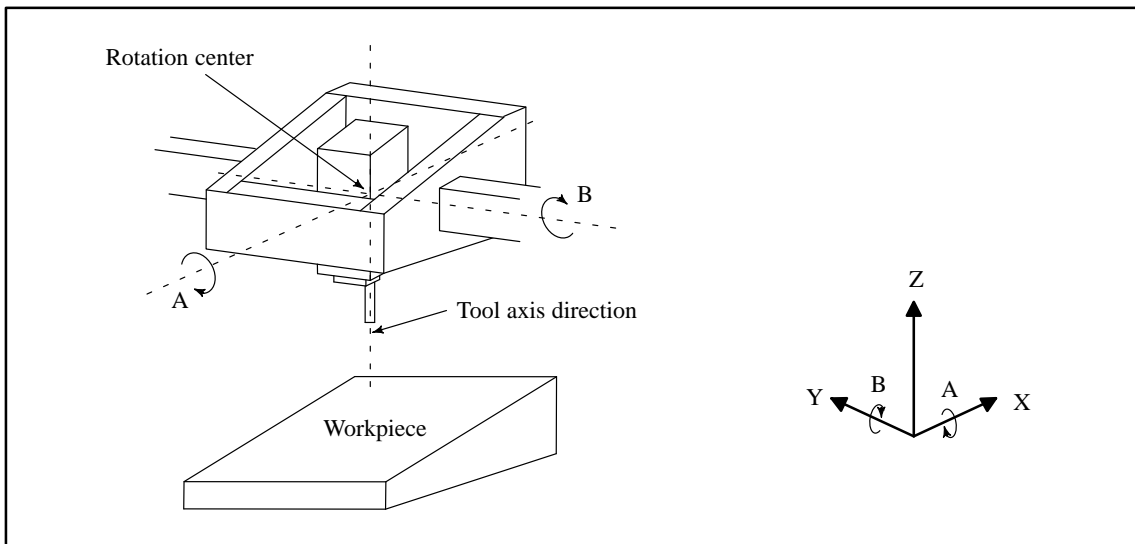 Rotation center
B
A
Tool axis direction
Workpiece
Z
Y
B
A
X